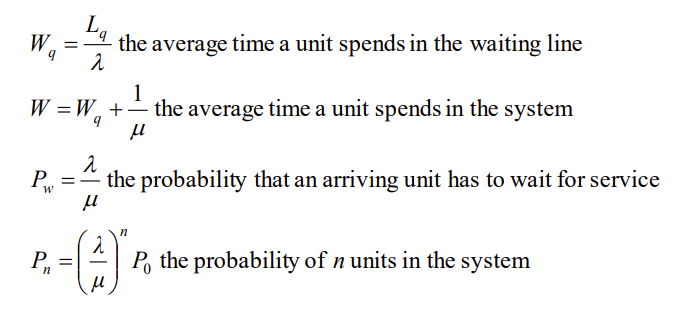 W_q = L_q / λ the average time a unit spends in the waiting line
W = W_q + 1 / μ the average time a unit spends in the system
P_w = λ / μ the probability that an arriving unit has to wait for service
P_n = (λ / μ)^n P_0 the probability of n units in the system